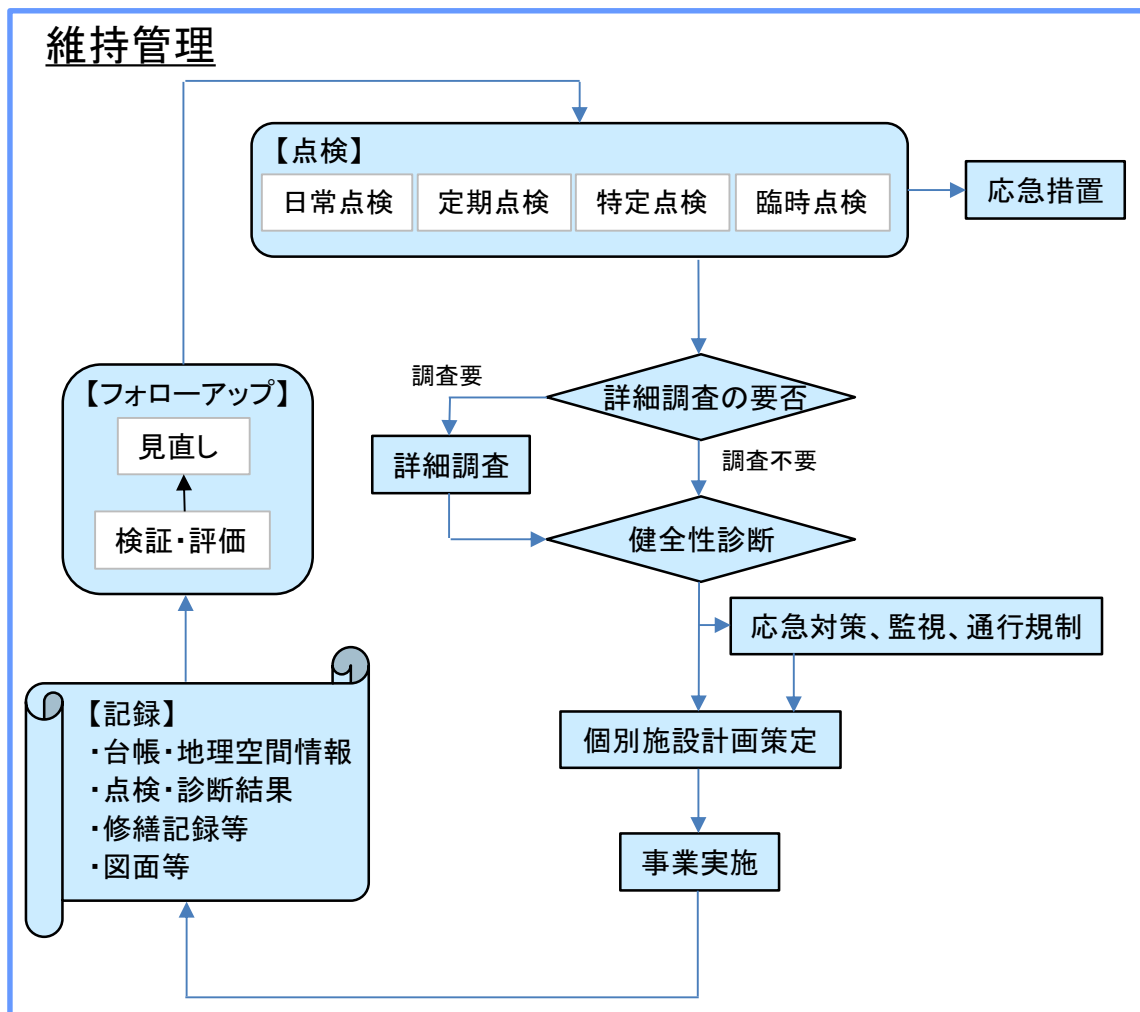 維持管理
【点検】
日常点検
定期点検
特定点検
臨時点検
応急措置
詳細調査の要否
調査要
詳細調査
調査不要
健全性診断
応急対策、監視、通行規制
個別施設計画策定
事業実施
【記録】
・台帳・地理空間情報
・点検・診断結果
・修繕記録等
・図面等
【フォローアップ】
見直し
検証・評価